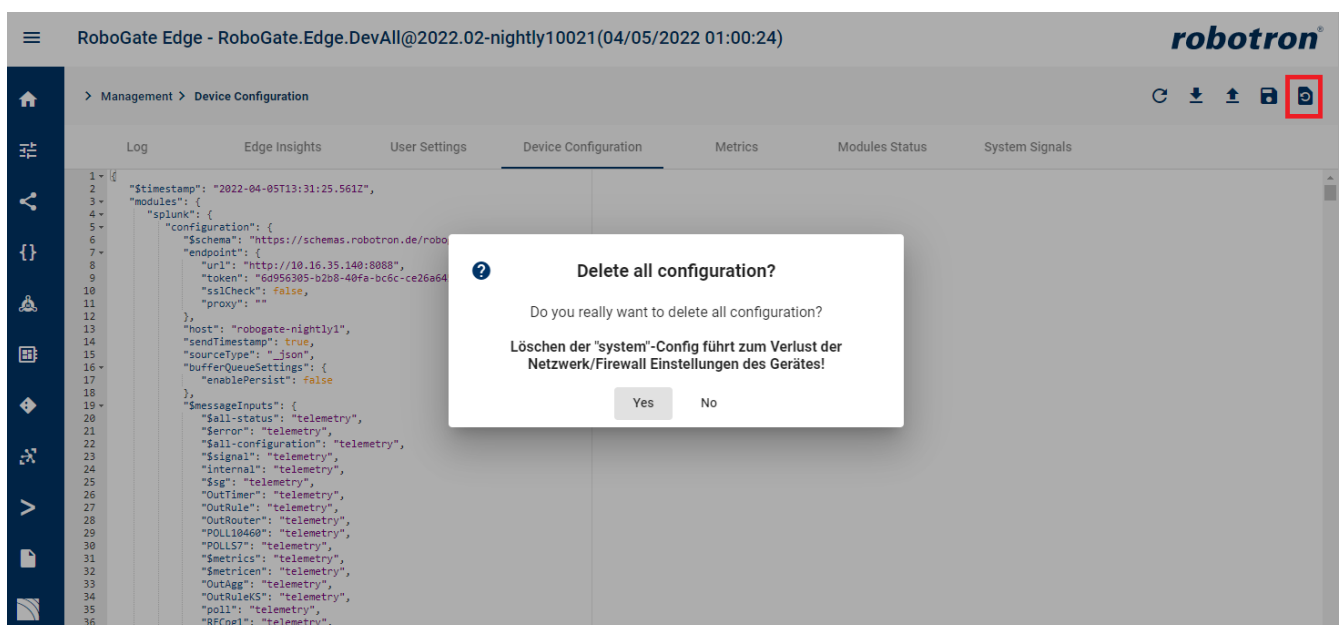 RoboGate Edge - RoboGate.Edge.DevAll@2022.02-nightly10021(04/05/2022 01:00:24)
robotron®
> Management > Device Configuration
Log Edge Insights User Settings Device Configuration Metrics Modules Status System Signals
1 {
2 "$timestamp": "2022-04-05T13:31:25.561Z",
3 "modules": {
4 "splunk": {
5 "configuration": {
6 "$schema": "https://schemas.robotron.de/robo
7 "endpoint": {
8 "url": "http://10.16.35.140:8088",
9 "token": "6d956305-b2b8-40fa-bc6c-ce26a64
10 "sslCheck": false,
11 "proxy": ""
12 },
13 "host": "robogate-nightly1",
14 "sendTimestamp": true,
15 "sourceType": "_json",
16 "bufferQueueSettings": {
17 "enablePersist": false
18 },
19 "$messageInputs": {
20 "$all-status": "telemetry",
21 "$error": "telemetry",
22 "$all-configuration": "telemetry",
23 "$signal": "telemetry",
24 "internal": "telemetry",
25 "$sg": "telemetry",
26 "OutTimer": "telemetry",
27 "OutRule": "telemetry",
28 "OutRouter": "telemetry",
29 "POLL10460": "telemetry",
30 "POLLS7": "telemetry",
31 "$metrics": "telemetry",
32 "$metricen": "telemetry",
33 "OutAgg": "telemetry",
34 "OutRuleKS": "telemetry",
35 "poll": "telemetry",
36 "telemetry",
Delete all configuration?
Do you really want to delete all configuration?
Löschen der "system"-Config führt zum Verlust der
Netzwerk/Firewall Einstellungen des Gerätes!
Yes No